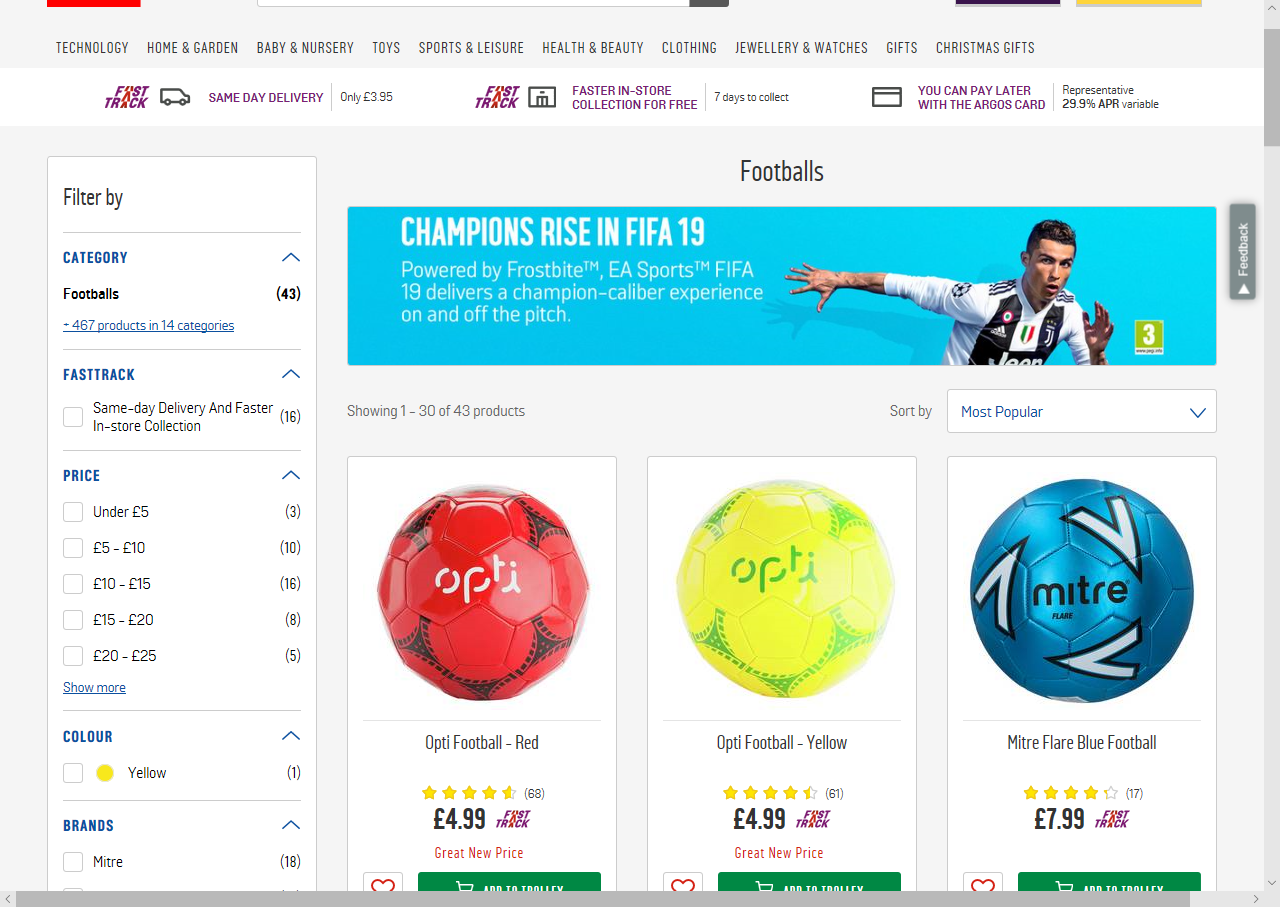 TECHNOLOGY HOME & GARDEN BABY & NURSERY TOYS SPORTS & LEISURE HEALTH & BEAUTY CLOTHING JEWELLERY & WATCHES GIFTS CHRISTMAS GIFTS
FAST TRACK SAME DAY DELIVERY Only £3.95
FAST TRACK FASTER IN-STORE COLLECTION FOR FREE 7 days to collect
YOU CAN PAY LATER WITH THE ARGOS CARD Representative 29.9% APR variable
Filter by
CATEGORY
Footballs (43)
+ 467 products in 14 categories
FASTTRACK
Same-day Delivery And Faster
In-store Collection (16)
PRICE
Under £5 (3)
£5 - £10 (10)
£10 - £15 (16)
£15 - £20 (8)
£20 - £25 (5)
Show more
COLOUR
Yellow (1)
BRANDS
Mitre (18)
Footballs
CHAMPIONS RISE IN FIFA 19
Powered by Frostbite™, EA Sports™ FIFA
19 delivers a champion-caliber experience
on and off the pitch.
Jeep
3
www.pegi.info
Feedback
Showing 1 - 30 of 43 products
Sort by Most Popular
opti
Opti Football - Red
(68)
£4.99 FAST TRACK
Great New Price
ADD TO TROLLEY
opti
Opti Football - Yellow
(61)
£4.99 FAST TRACK
Great New Price
ADD TO TROLLEY
mitre
FLARE
Mitre Flare Blue Football
(17)
£7.99 FAST TRACK
ADD TO TROLLEY